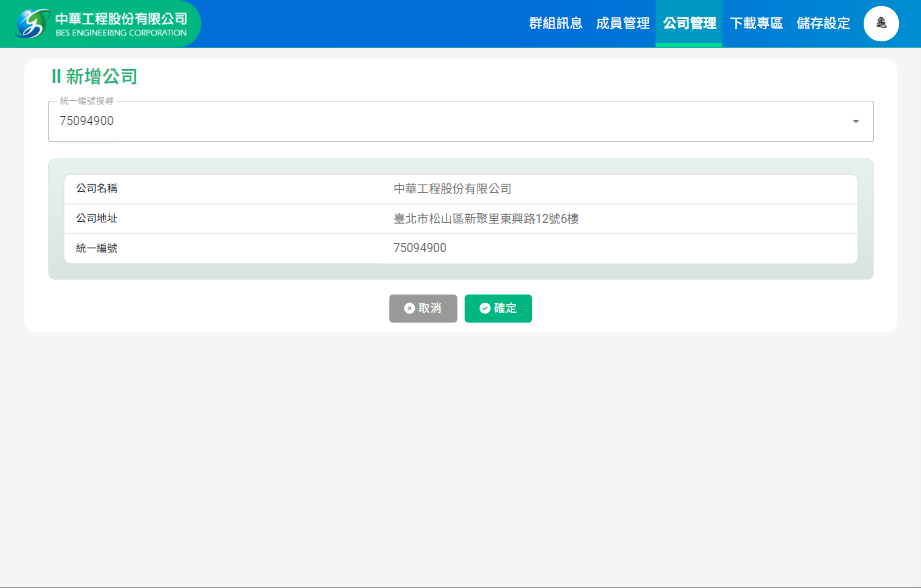 中華工程股份有限公司
BES ENGINEERING CORPORATION
群組訊息 成員管理 公司管理 下載專區 儲存設定
新增公司
統一編號搜尋
75094900
公司名稱 中華工程股份有限公司
公司地址 臺北市松山區新聚里東興路12號6樓
統一編號 75094900
取消 確定